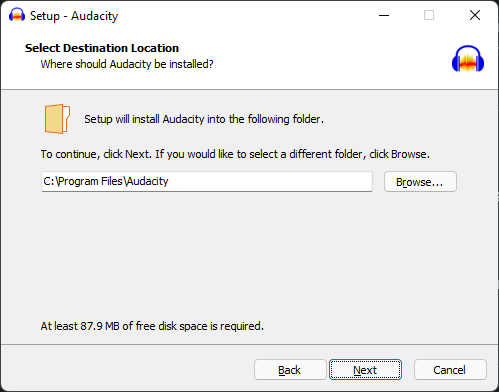 Setup - Audacity
Select Destination Location
Where should Audacity be installed?
Setup will install Audacity into the following folder.
To continue, click Next. If you would like to select a different folder, click Browse.
C:\Program Files\Audacity
Browse...
At least 87.9 MB of free disk space is required.
Back
Next
Cancel